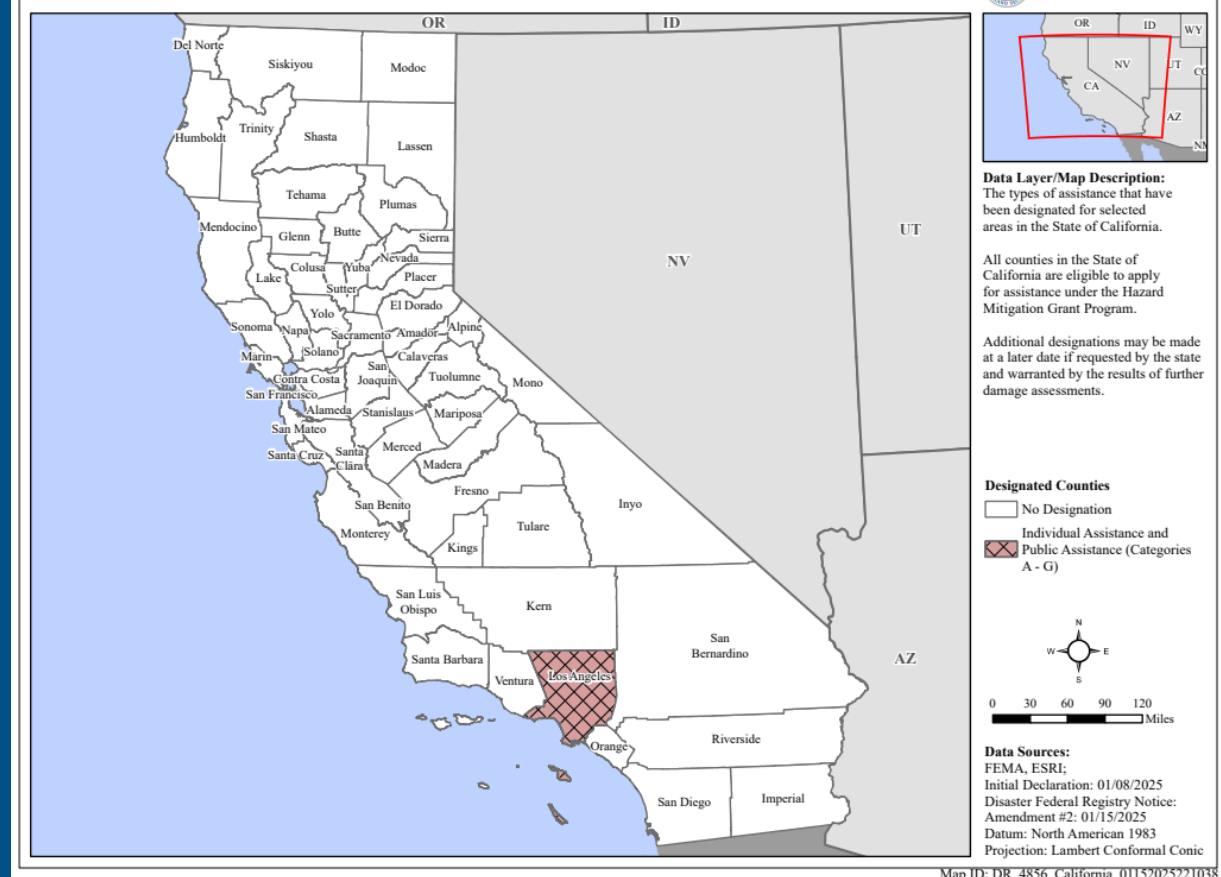 OR
ID
Del Norte
Siskiyou
Modoc
Humboldt
Trinity
Shasta
Lassen
Tehama
Plumas
Mendocino
Glenn
Butte
Sierra
Nevada
Colusa
Yuba
Lake
Placer
Sutter
El Dorado
Yolo
Sonoma
Napa
Sacramento
Amador
Alpine
Solano
Marin
Calaveras
San
Joaquin
Contra Costa
Tuolumne
Mono
San Francisco
Alameda
Stanislaus
Mariposa
San Mateo
Merced
Santa Cruz
Santa
Clara
Madera
Fresno
San Benito
Inyo
Monterey
Kings
Tulare
San Luis
Obispo
Kern
San
Bernardino
Santa Barbara
Ventura
Los Angeles
Orange
Riverside
San Diego
Imperial
NV
UT
AZ
OR
ID
WY
NV
UT
CA
AZ
Data Layer/Map Description:
The types of assistance that have
been designated for selected
areas in the State of California.
All counties in the State of
California are eligible to apply
for assistance under the Hazard
Mitigation Grant Program.
Additional designations may be made
at a later date if requested by the state
and warranted by the results of further
damage assessments.
Designated Counties
No Designation
Individual Assistance and
Public Assistance (Categories
A - G)
N
W
E
S
0 30 60 90 120
Miles
Data Sources:
FEMA, ESRI;
Initial Declaration: 01/08/2025
Disaster Federal Registry Notice:
Amendment #2: 01/15/2025
Datum: North American 1983
Projection: Lambert Conformal Conic
Map ID: DR_4856_California_01152025221038